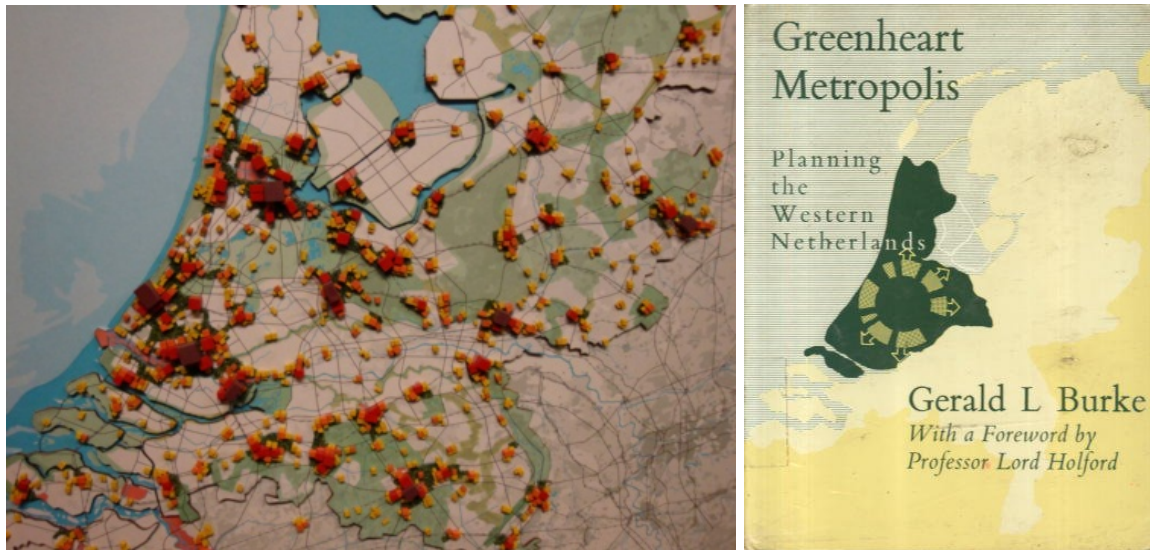 Greenheart
Metropolis
Planning
the
Western
Netherlands
Gerald L Burke
With a Foreword by
Professor Lord Holford